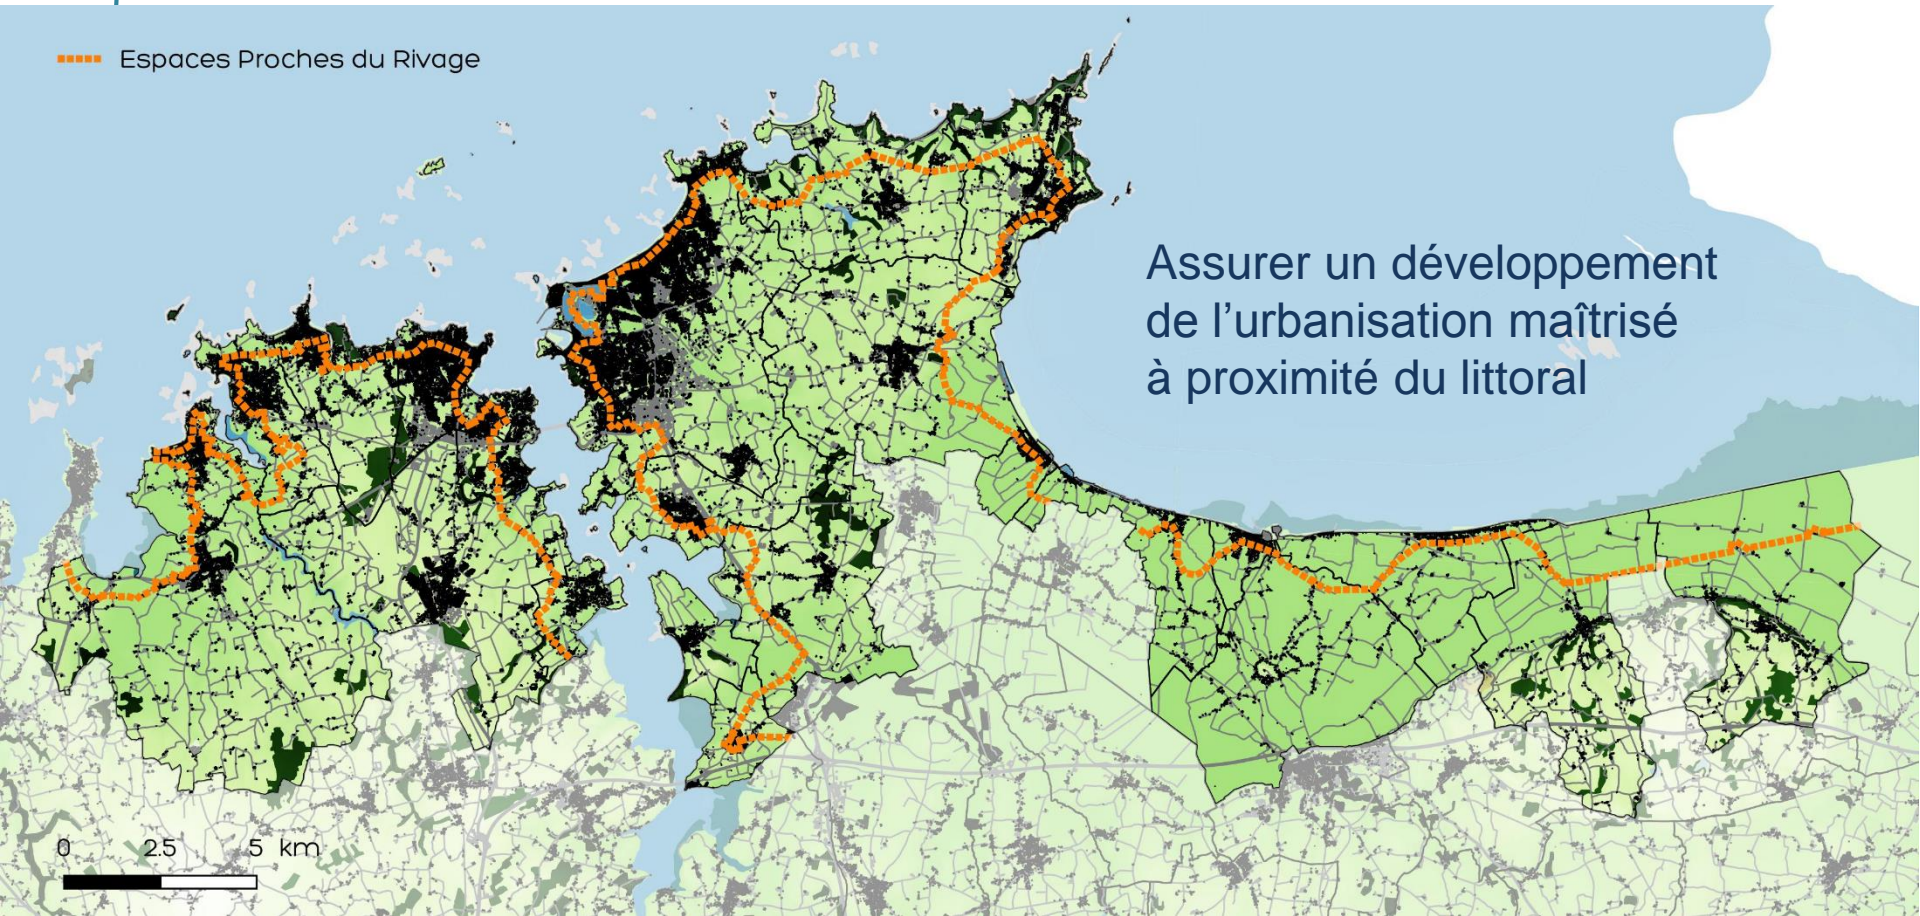 Espaces Proches du Rivage
Assurer un développement
de l’urbanisation maîtrisé
à proximité du littoral
0 2.5 5 km